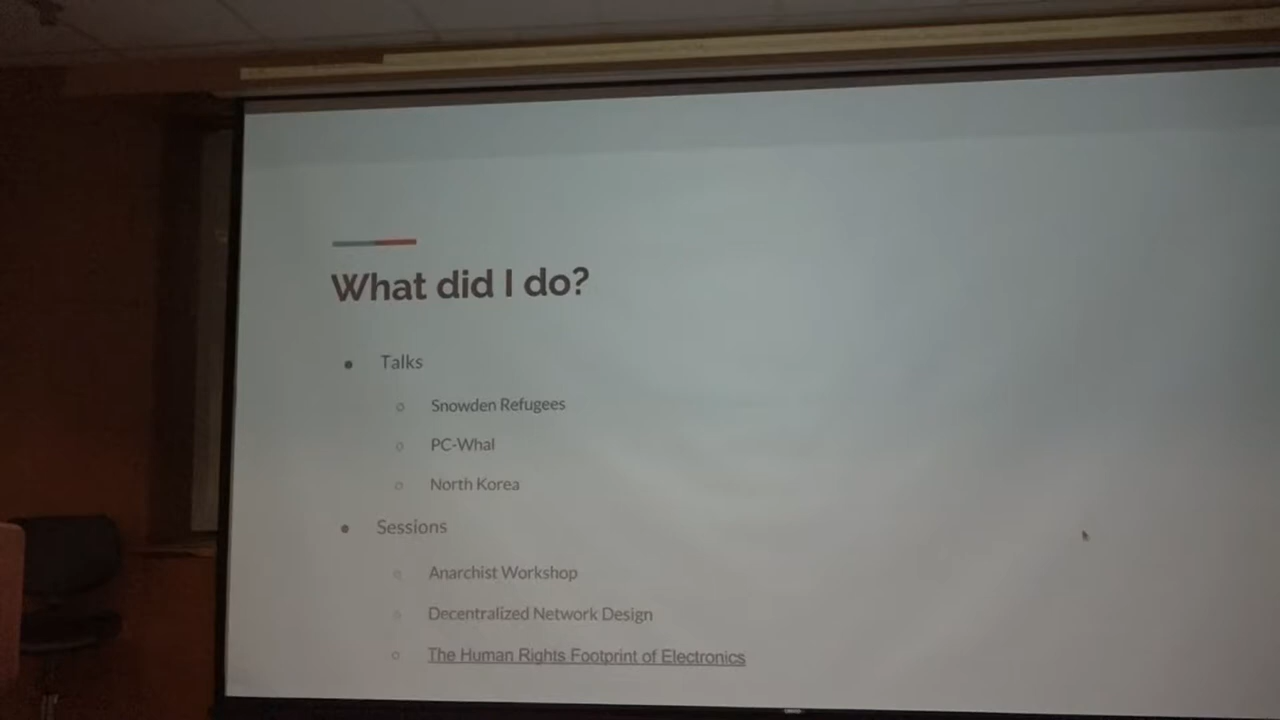 What did I do?
Talks
Snowden Refugees
PC-Whal
North Korea
Sessions
Anarchist Workshop
Decentralized Network Design
The Human Rights Footprint of Electronics